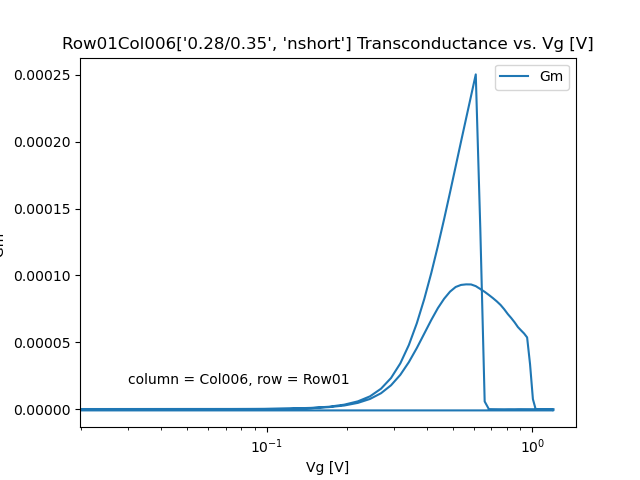 Row01Col006['0.28/0.35', 'nshort'] Transconductance vs. Vg [V]
Gm
0.00025
0.00020
0.00015
0.00010
0.00005
0.00000
column = Col006, row = Row01
10⁻¹
10⁰
Vg [V]